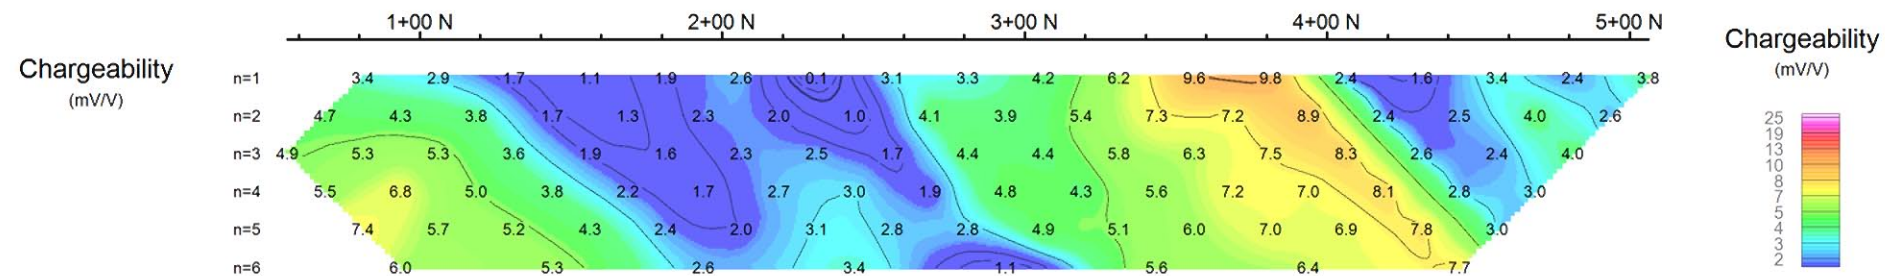 1+00 N 2+00 N 3+00 N 4+00 N 5+00 N
Chargeability
(mV/V)
n=1 3.4 2.9 1.7 1.1 1.9 2.6 0.1 3.1 3.3 4.2 6.2 9.6 9.8 2.4 1.6 3.4 2.4 3.8
n=2 4.7 4.3 3.8 1.7 1.3 2.3 2.0 1.0 4.1 3.9 5.4 7.3 7.2 8.9 2.4 2.5 4.0 2.6
n=3 4.9 5.3 5.3 3.6 1.9 1.6 2.3 2.5 1.7 4.4 4.4 5.8 6.3 7.5 8.3 2.6 2.4 4.0
n=4 5.5 6.8 5.0 3.8 2.2 1.7 2.7 3.0 1.9 4.8 4.3 5.6 7.2 7.0 8.1 2.8 3.0
n=5 7.4 5.7 5.2 4.3 2.4 2.0 3.1 2.8 2.8 4.9 5.1 6.0 7.0 6.9 7.8 3.0
n=6 6.0 5.3 2.6 3.4 1.1 5.6 6.4 7.7
Chargeability
(mV/V)
25
19
13
10
8
7
5
4
3
2